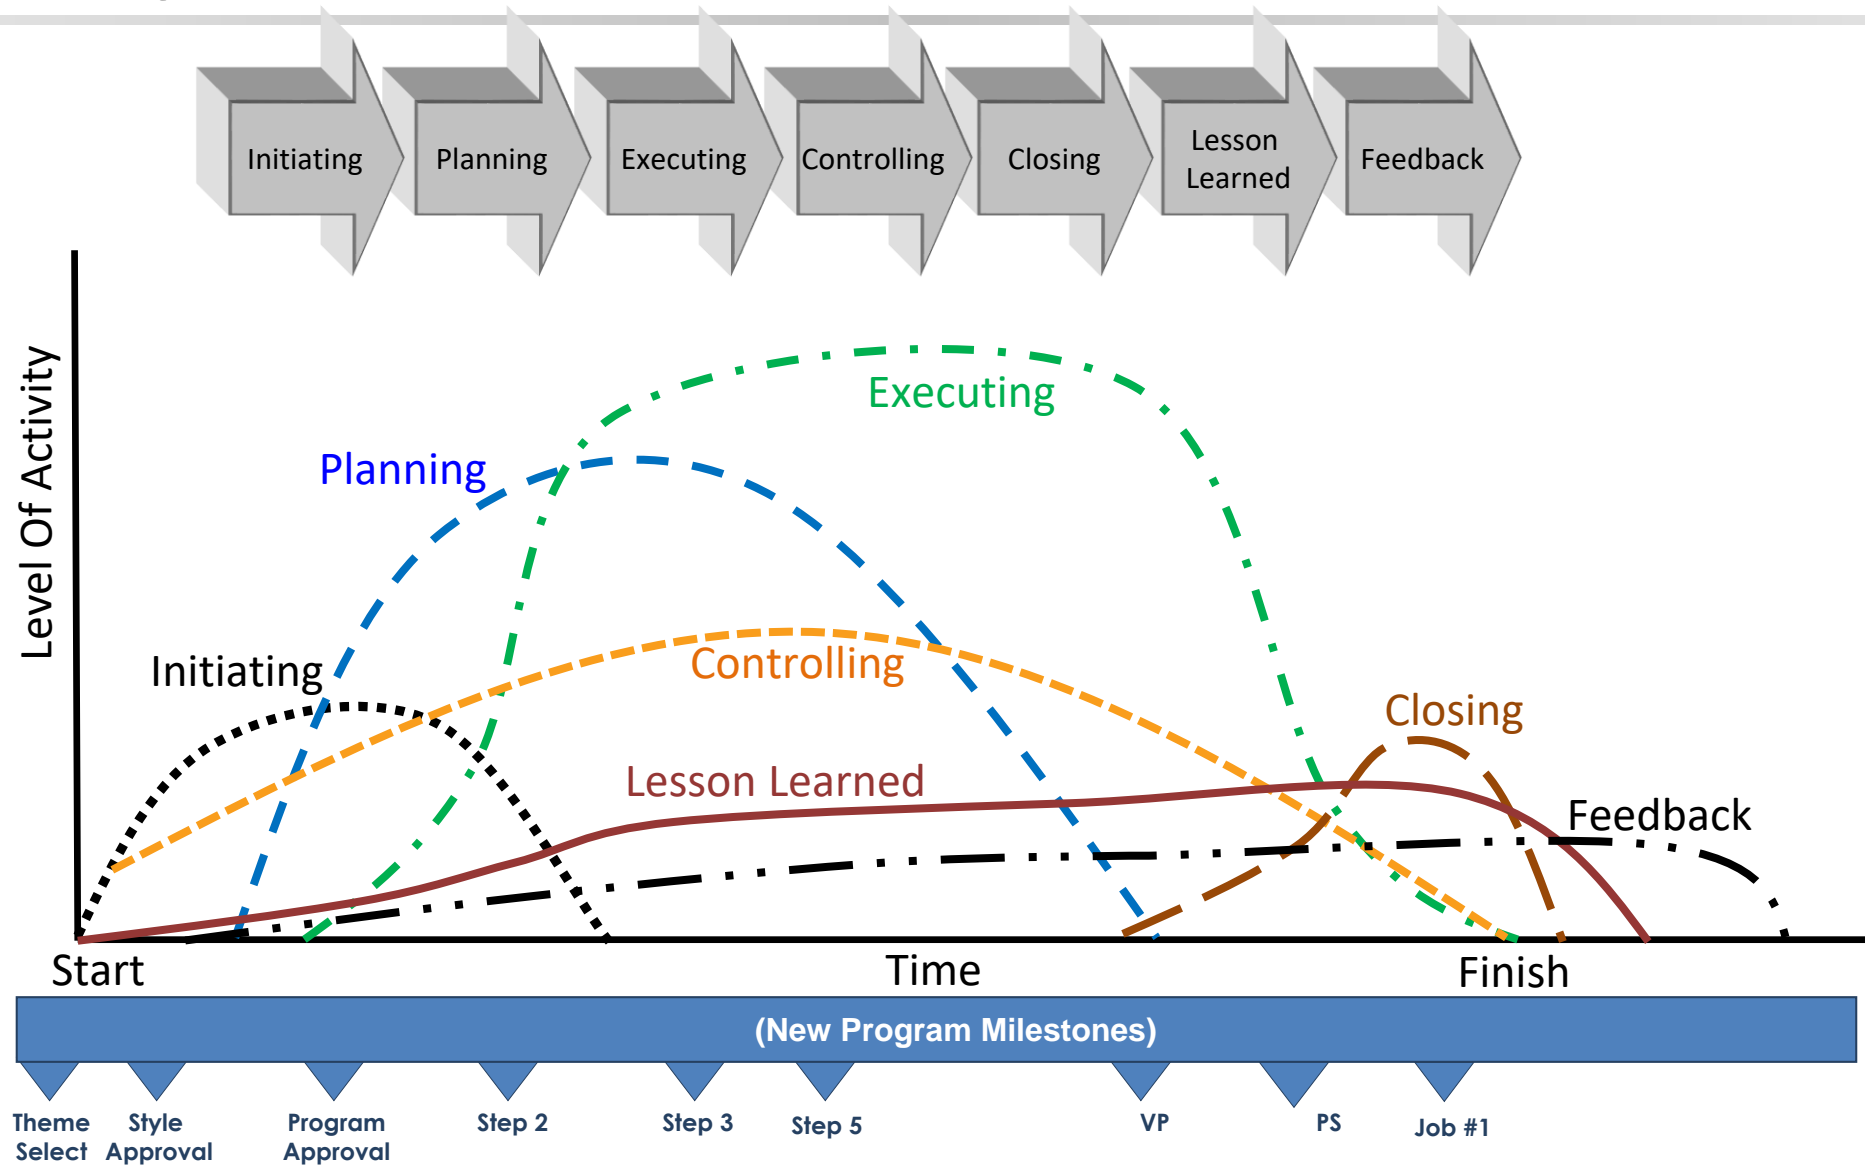 Initiating
Planning
Executing
Controlling
Closing
Lesson
Learned
Feedback
Level Of Activity
Executing
Planning
Initiating
Controlling
Closing
Lesson Learned
Feedback
Start
Time
Finish
(New Program Milestones)
Theme
Select
Style
Approval
Program
Approval
Step 2
Step 3
Step 5
VP
PS
Job #1